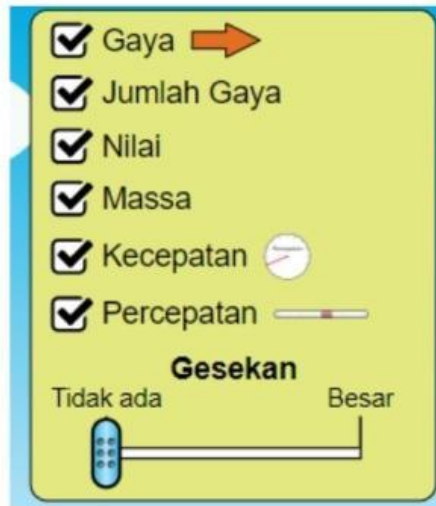 Gaya
Jumlah Gaya
Nilai
Massa
Kecepatan
Percepatan
Gesekan
Tidak ada Besar